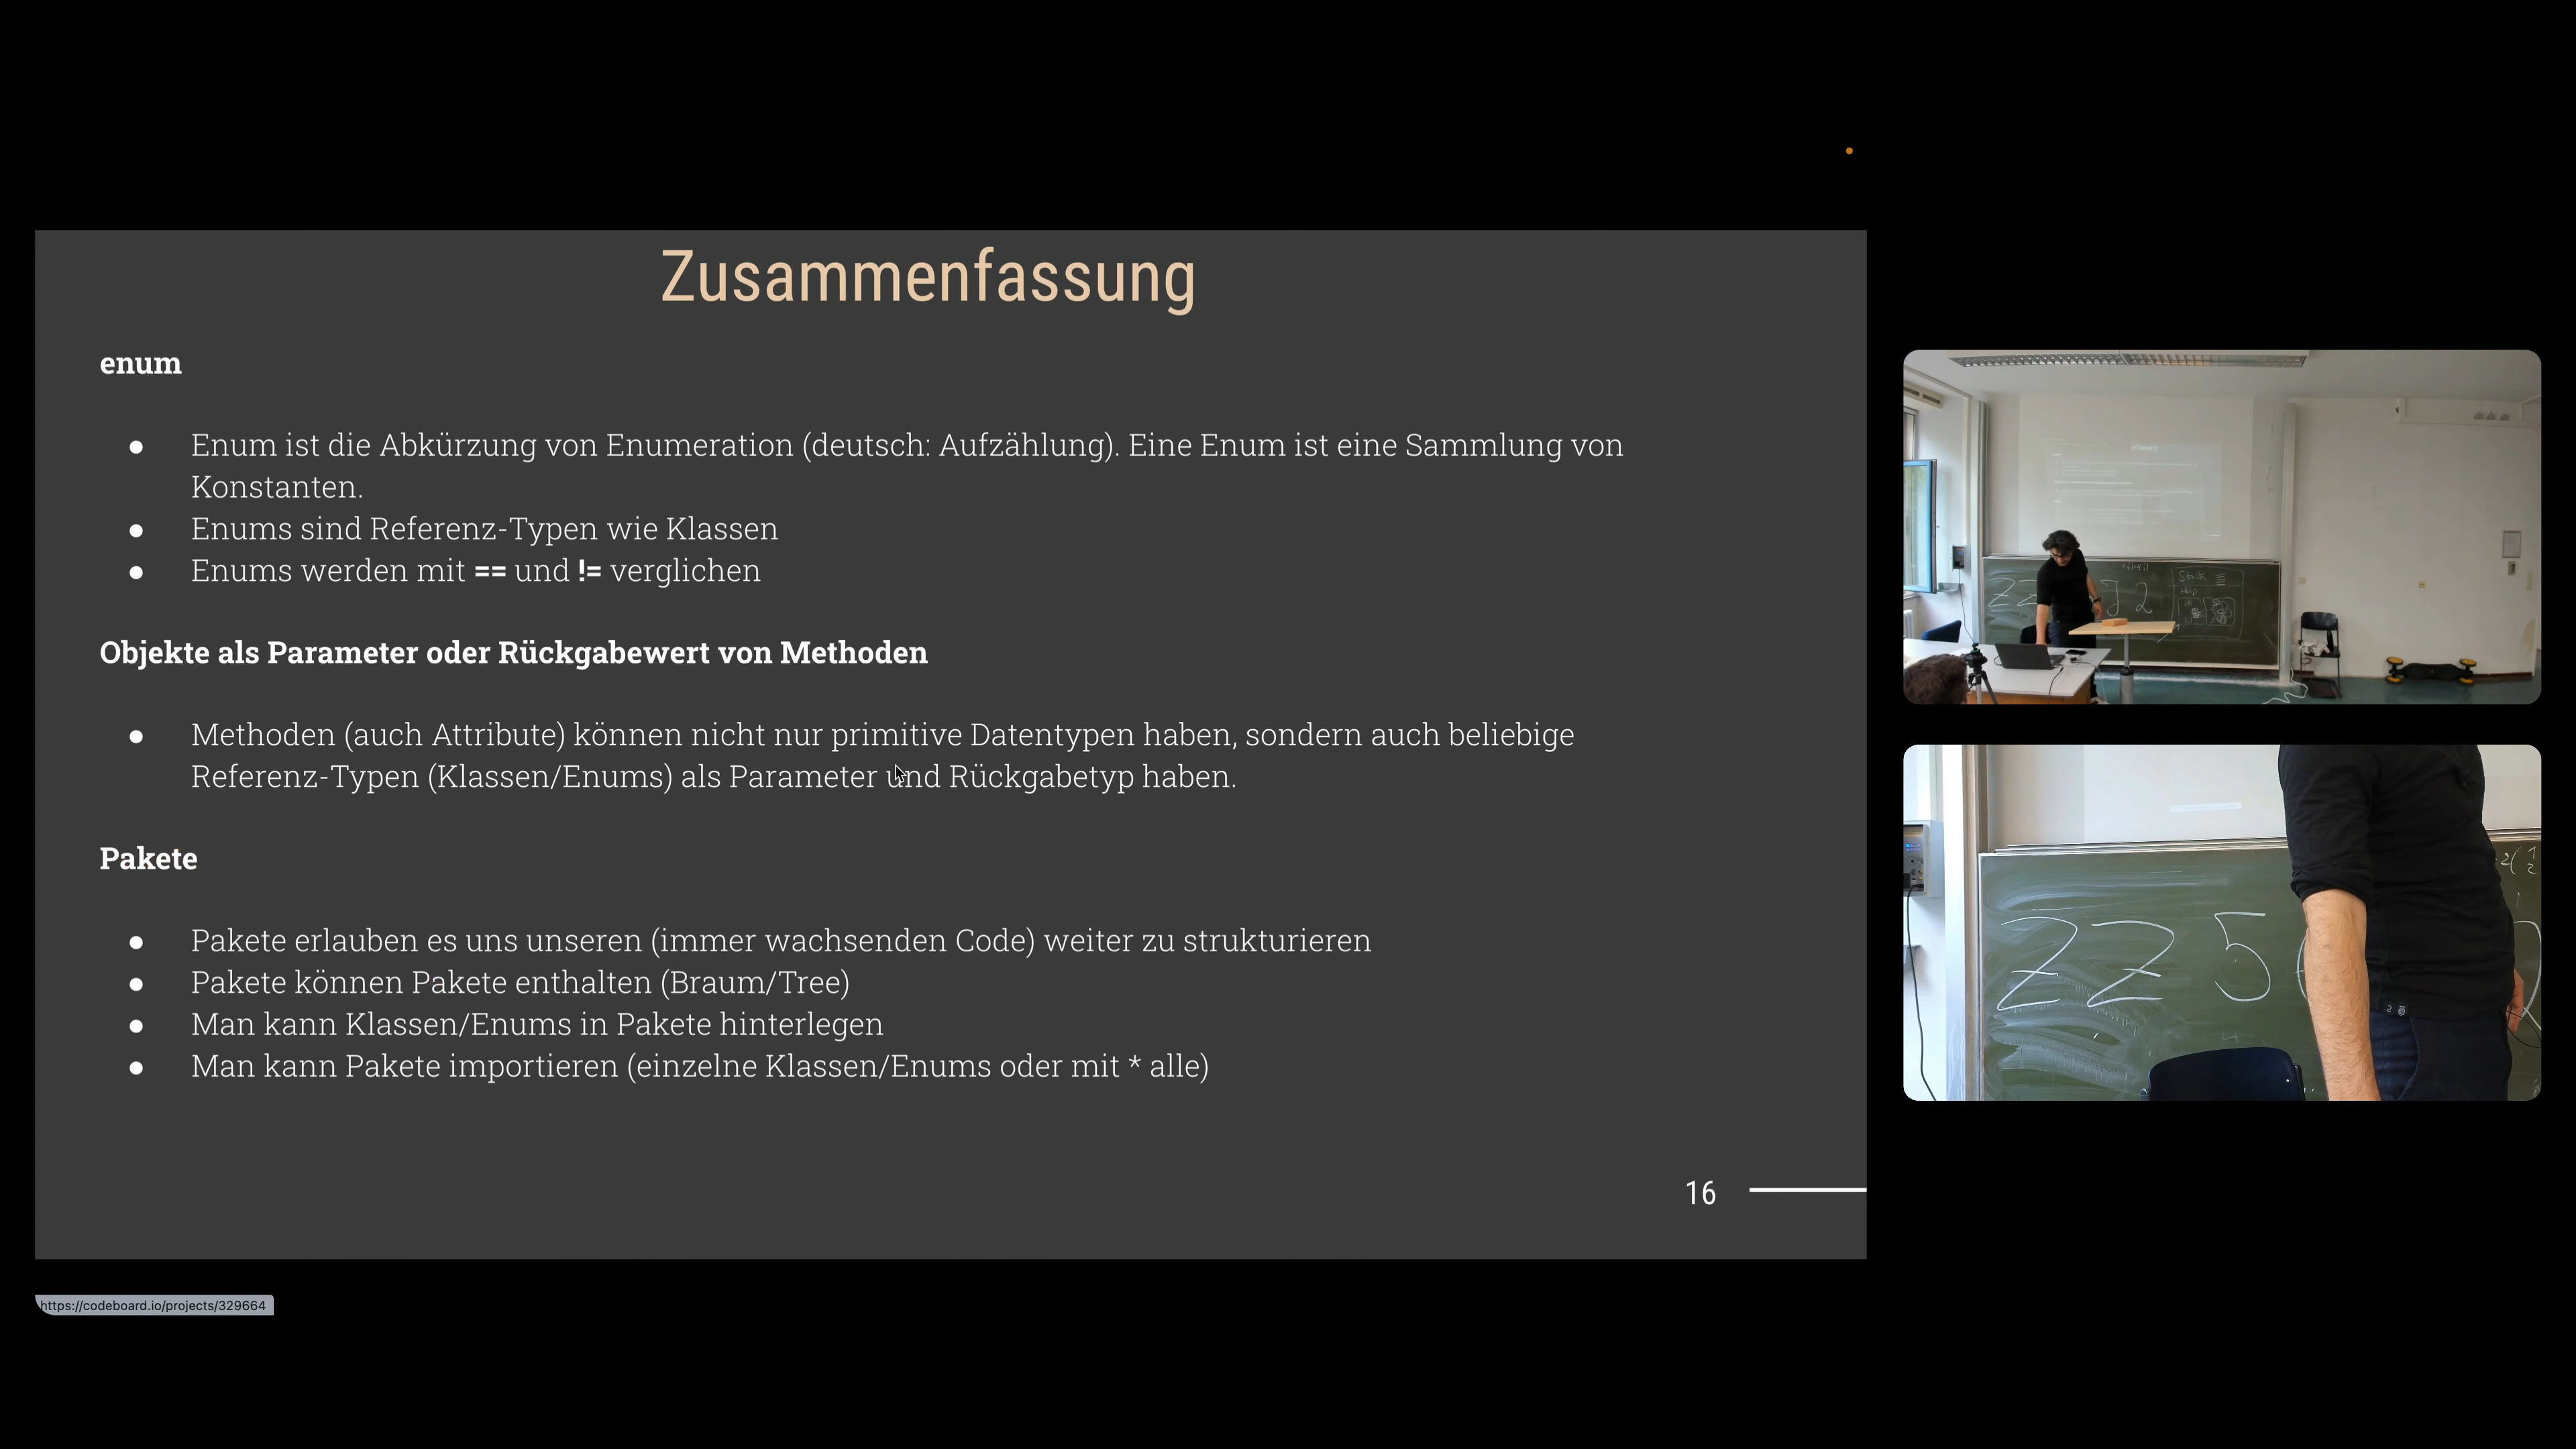 Zusammenfassung
enum
● Enum ist die Abkürzung von Enumeration (deutsch: Aufzählung). Eine Enum ist eine Sammlung von
Konstanten.
● Enums sind Referenz-Typen wie Klassen
● Enums werden mit == und != verglichen
Objekte als Parameter oder Rückgabewert von Methoden
● Methoden (auch Attribute) können nicht nur primitive Datentypen haben, sondern auch beliebige
Referenz-Typen (Klassen/Enums) als Parameter und Rückgabetyp haben.
Pakete
● Pakete erlauben es uns unseren (immer wachsenden Code) weiter zu strukturieren
● Pakete können Pakete enthalten (Braum/Tree)
● Man kann Klassen/Enums in Pakete hinterlegen
● Man kann Pakete importieren (einzelne Klassen/Enums oder mit * alle)
16
https://codeboard.io/projects/329664
Stack
ZZ 5